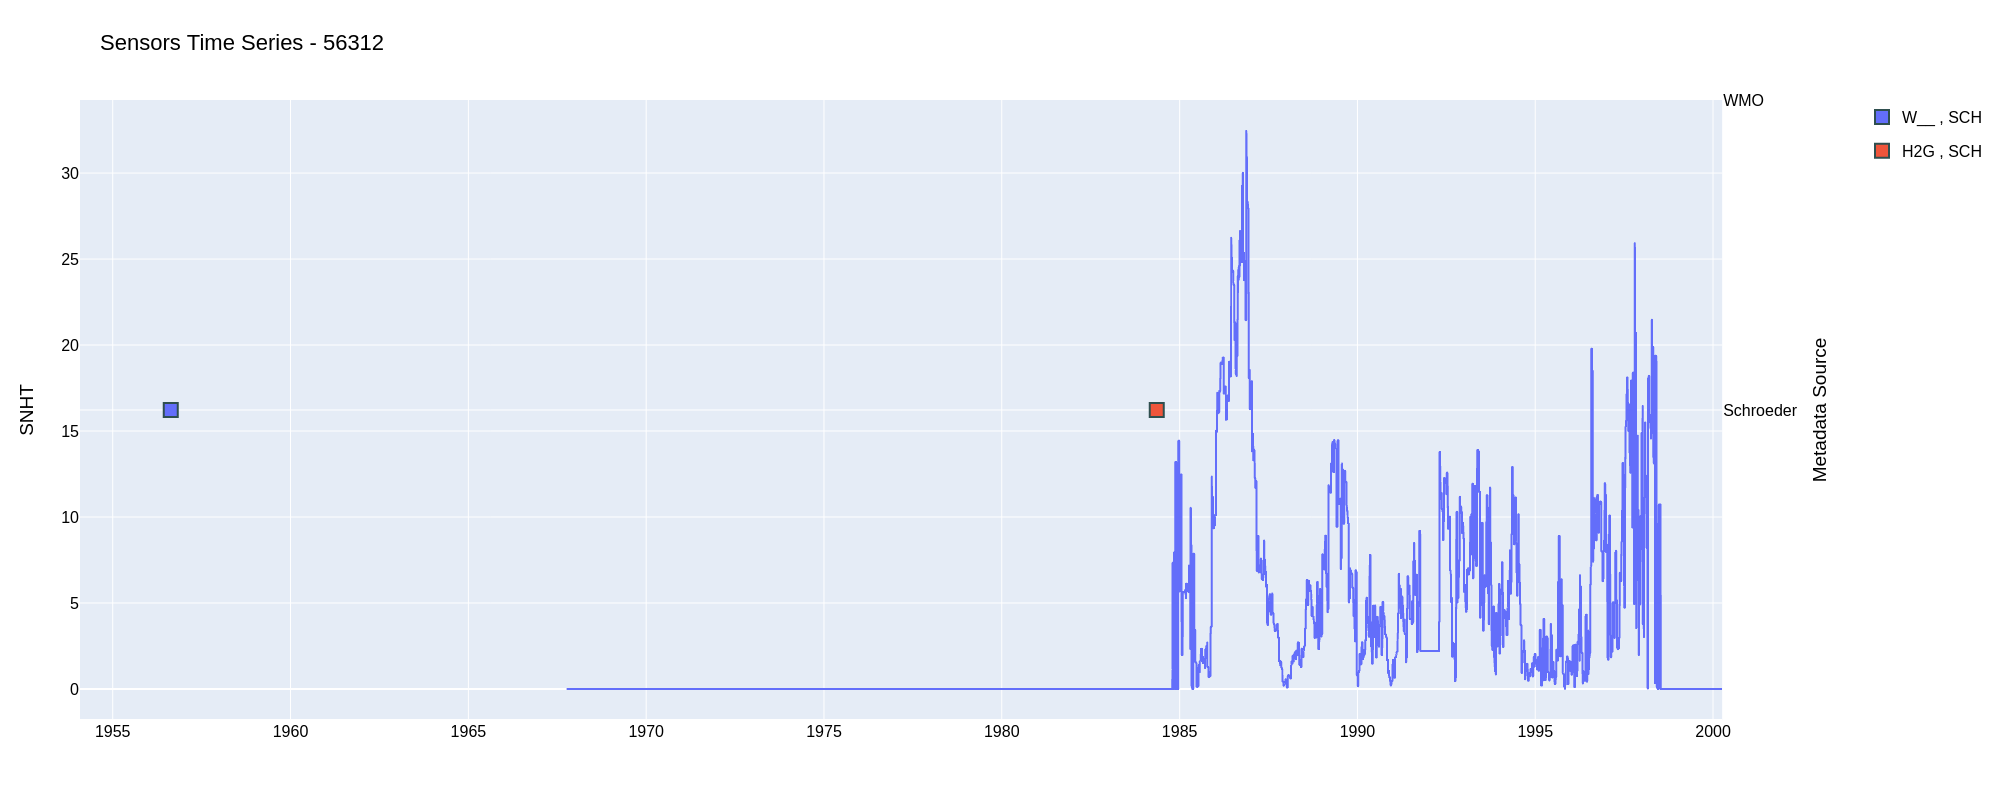 Sensors Time Series - 56312
WMO
W__ , SCH
H2G , SCH
30
25
20
15
10
5
0
SNHT
Schroeder
Metadata Source
1955
1960
1965
1970
1975
1980
1985
1990
1995
2000